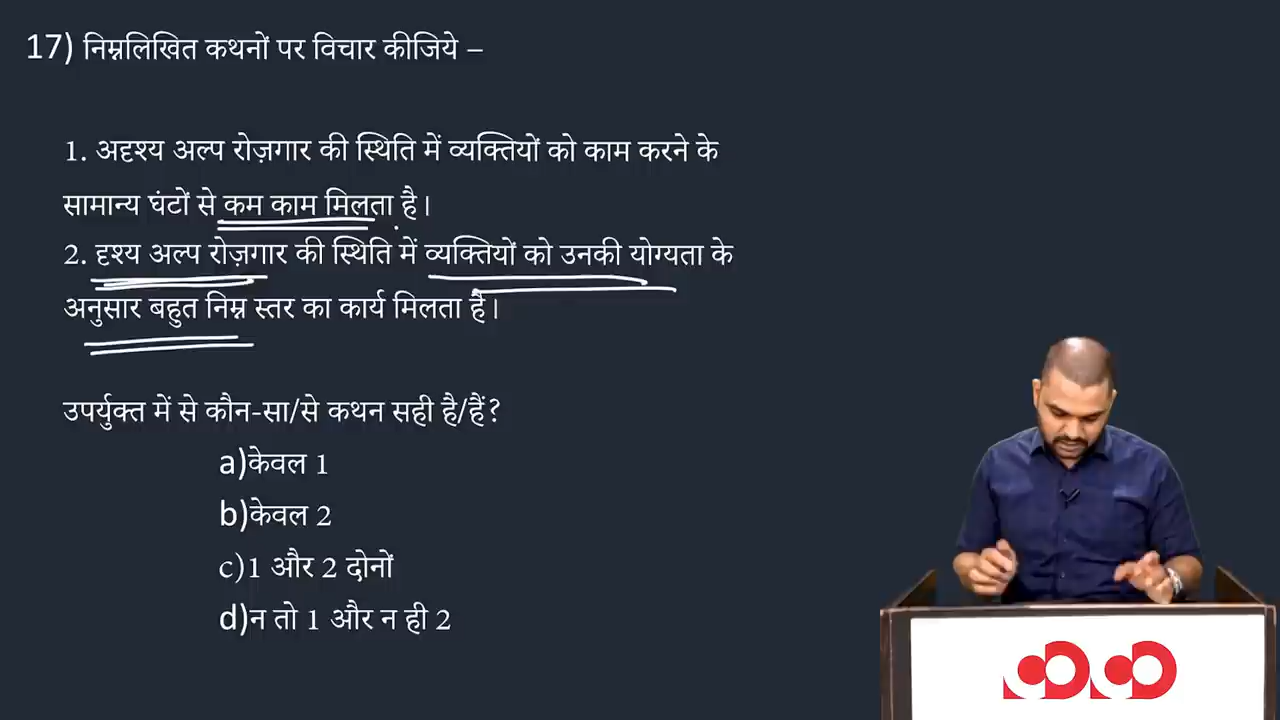 17) निम्नलिखित कथनों पर विचार कीजिये –
1. अदृश्य अल्प रोज़गार की स्थिति में व्यक्तियों को काम करने के
सामान्य घंटों से कम काम मिलता है।
2. दृश्य अल्प रोज़गार की स्थिति में व्यक्तियों को उनकी योग्यता के
अनुसार बहुत निम्न स्तर का कार्य मिलता है।
उपर्युक्त में से कौन-सा/से कथन सही है/हैं?
a)केवल 1
b)केवल 2
c)1 और 2 दोनों
d)न तो 1 और न ही 2